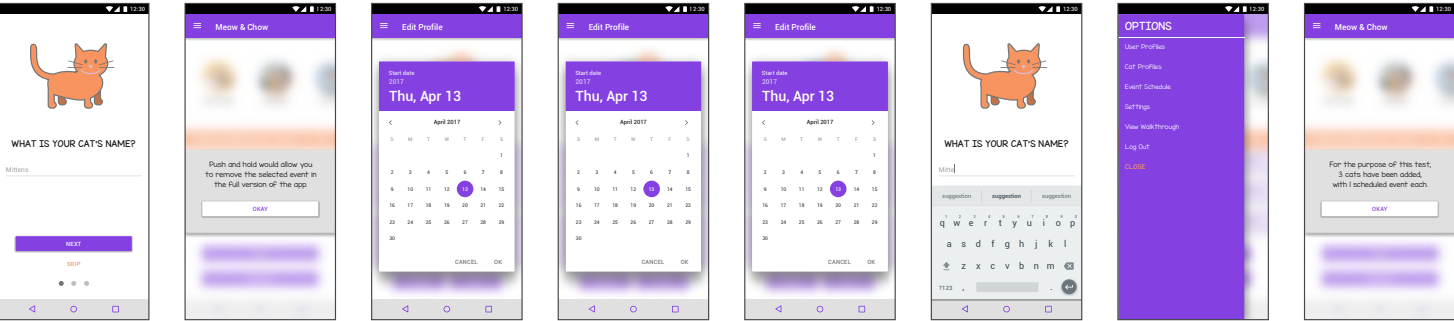 12:30
WHAT IS YOUR CAT'S NAME?
Mittens
NEXT
SKIP
12:30
Meow & Chow
Push and hold would allow you
to remove the selected event in
the full version of the app.
OKAY
12:30
Edit Profile
Start date
2017
Thu, Apr 13
April 2017
S M T W T F S
1
2 3 4 5 6 7 8
9 10 11 12 13 14 15
16 17 18 19 20 21 22
23 24 25 26 27 28 29
30
CANCEL OK
12:30
Edit Profile
Start date
2017
Thu, Apr 13
April 2017
S M T W T F S
1
2 3 4 5 6 7 8
9 10 11 12 13 14 15
16 17 18 19 20 21 22
23 24 25 26 27 28 29
30
CANCEL OK
12:30
Edit Profile
Start date
2017
Thu, Apr 13
April 2017
S M T W T F S
1
2 3 4 5 6 7 8
9 10 11 12 13 14 15
16 17 18 19 20 21 22
23 24 25 26 27 28 29
30
CANCEL OK
12:30
WHAT IS YOUR CAT'S NAME?
Mitte
suggestion suggestion suggestion
1 2 3 4 5 6 7 8 9 0
q w e r t y u i o p
a s d f g h j k l
z x c v b n m
?123 , .
12:30
OPTIONS
User Profiles
Cat Profiles
Event Schedule
Settings
View Walkthrough
Log Out
CLOSE
12:30
Meow & Chow
For the purpose of this test,
3 cats have been added,
with 1 scheduled event each.
OKAY